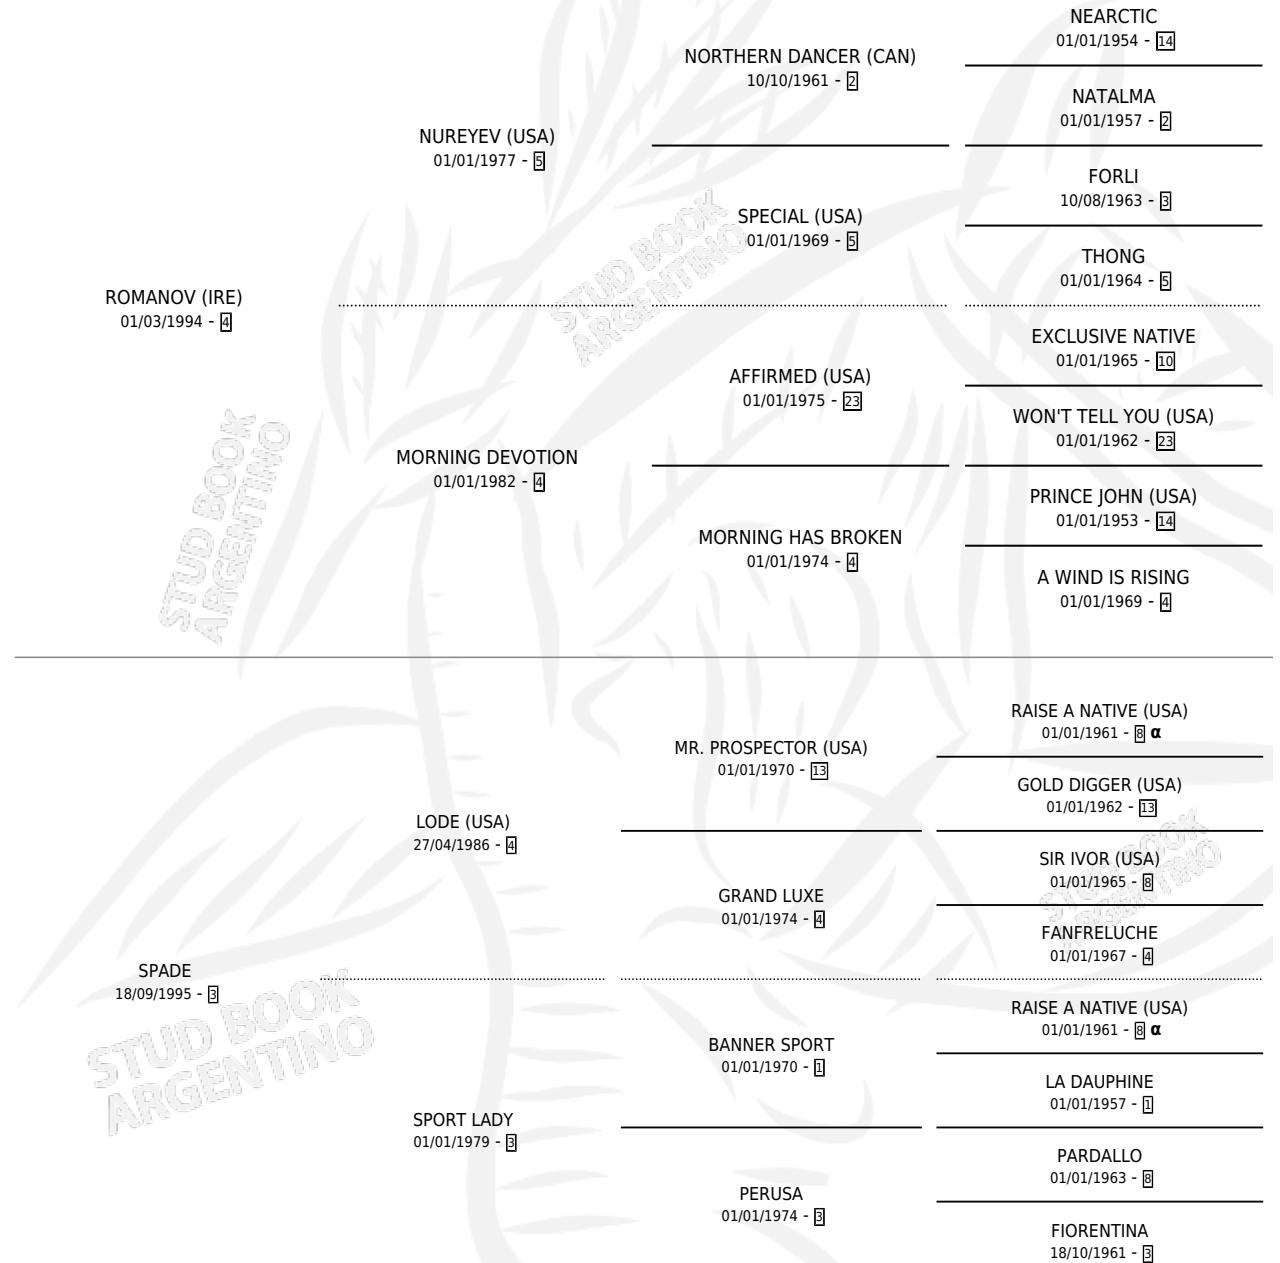 NEARCTIC
01/01/1954 - 14
NORTHERN DANCER (CAN)
10/10/1961 - 2
NATALMA
01/01/1957 - 2
NUREYEV (USA)
01/01/1977 - 5
FORLI
10/08/1963 - 3
SPECIAL (USA)
01/01/1969 - 5
THONG
01/01/1964 - 5
STUD BOOK
ARGENTINO
ROMANOV (IRE)
01/03/1994 - 4
EXCLUSIVE NATIVE
01/01/1965 - 10
AFFIRMED (USA)
01/01/1975 - 23
WON'T TELL YOU (USA)
01/01/1962 - 23
MORNING DEVOTION
01/01/1982 - 4
PRINCE JOHN (USA)
01/01/1953 - 14
MORNING HAS BROKEN
01/01/1974 - 4
A WIND IS RISING
01/01/1969 - 4
STUD BOOK
ARGENTINO
RAISE A NATIVE (USA)
01/01/1961 - 8 α
MR. PROSPECTOR (USA)
01/01/1970 - 13
GOLD DIGGER (USA)
01/01/1962 - 13
LODE (USA)
27/04/1986 - 4
SIR IVOR (USA)
01/01/1965 - 8
GRAND LUXE
01/01/1974 - 4
FANFRELUCHE
01/01/1967 - 4
STUD BOOK
ARGENTINO
SPADE
18/09/1995 - 3
RAISE A NATIVE (USA)
01/01/1961 - 8 α
BANNER SPORT
01/01/1970 - 1
LA DAUPHINE
01/01/1957 - 1
SPORT LADY
01/01/1979 - 3
PARDALLO
01/01/1963 - 8
PERUSA
01/01/1974 - 3
FIORENTINA
18/10/1961 - 3
STUD BOOK
ARGENTINO